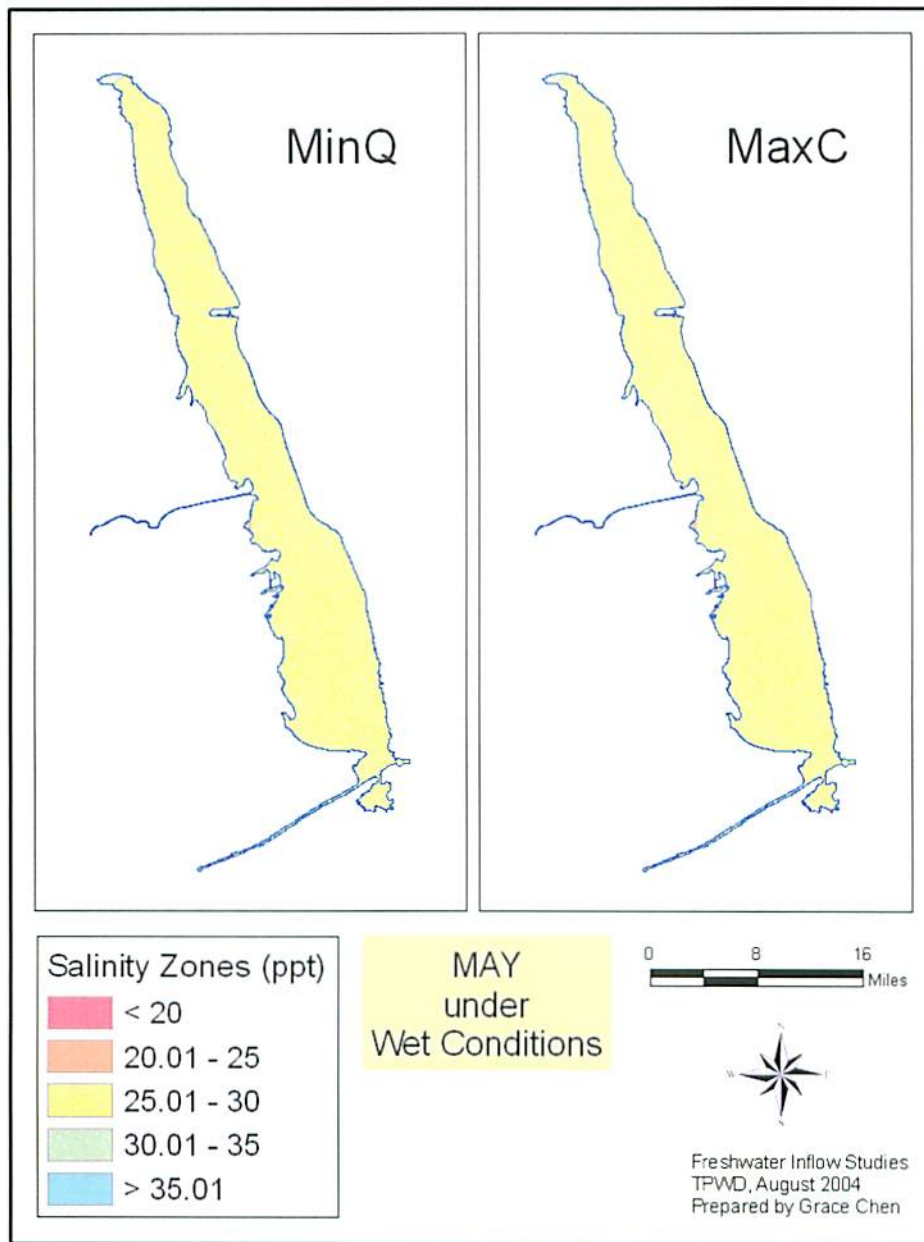 MinQ
MaxC
Salinity Zones (ppt)
< 20
20.01 - 25
25.01 - 30
30.01 - 35
> 35.01
MAY
under
Wet Conditions
0 8 16
Miles
N
W E
S
Freshwater Inflow Studies
TPWD, August 2004
Prepared by Grace Chen